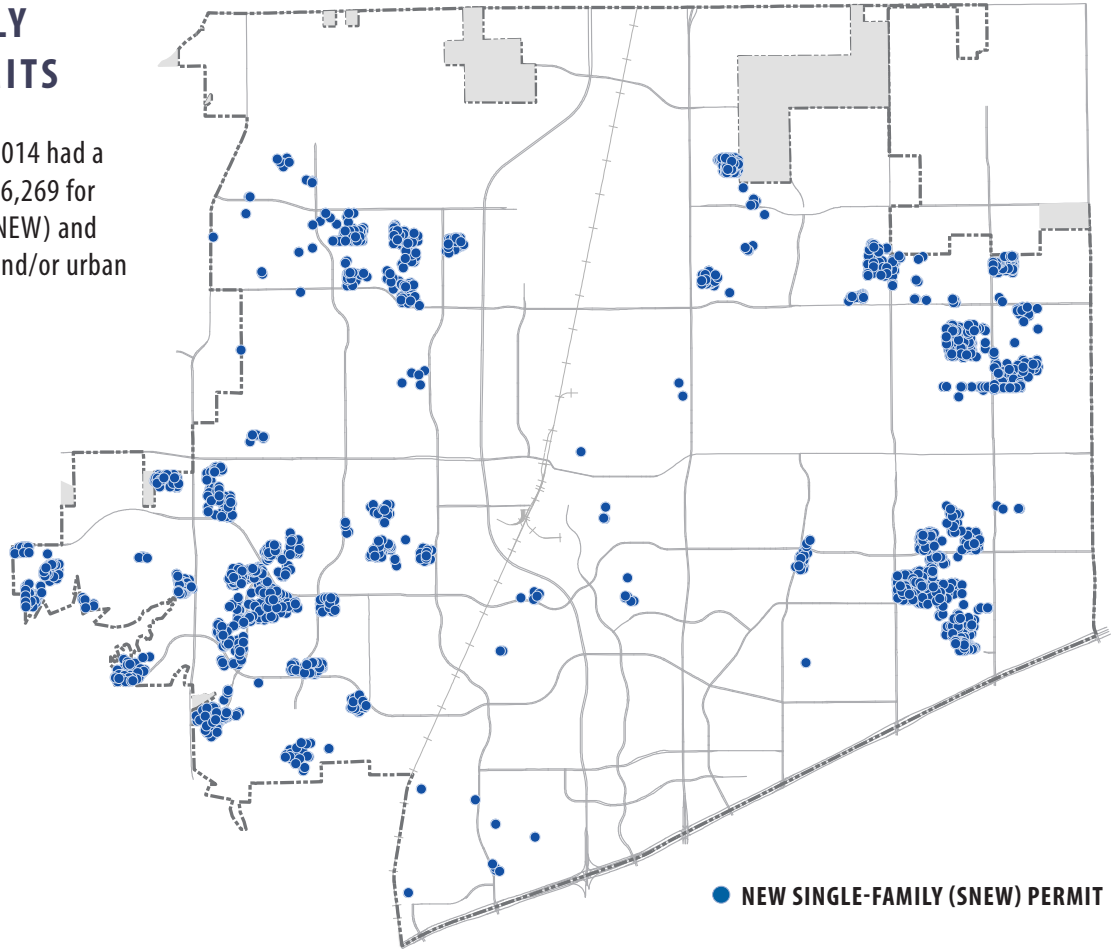 LY
ITS
014 had a
6,269 for
NEW) and
nd/or urban
NEW SINGLE-FAMILY (SNEW) PERMIT